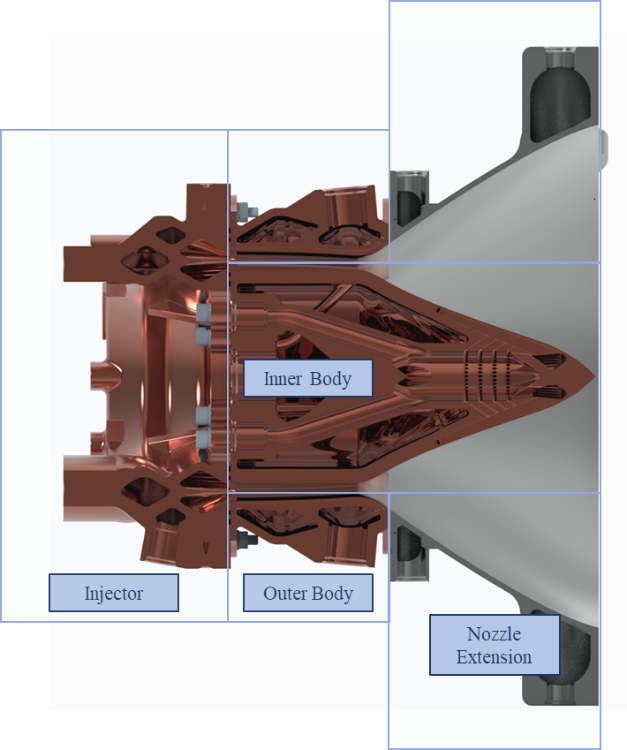 Inner Body
Injector
Outer Body
Nozzle
Extension